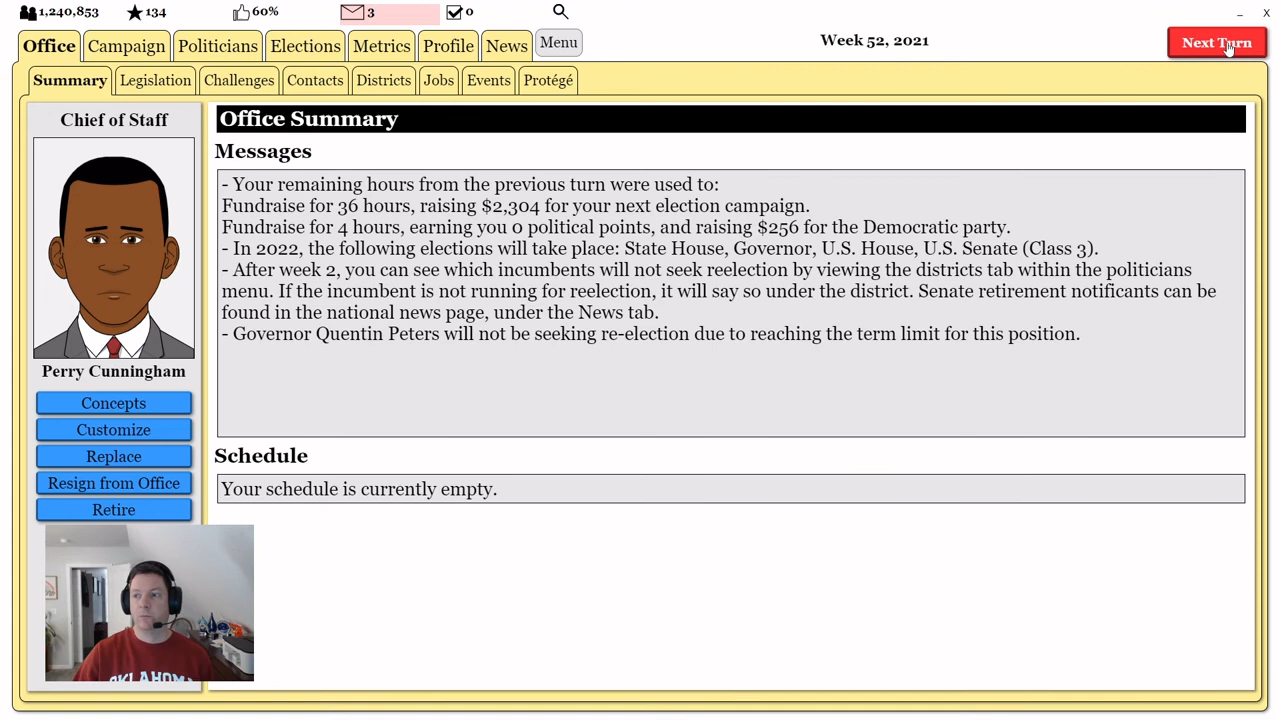 1,240,853 134 60% 3 0
_ X
Office Campaign Politicians Elections Metrics Profile News Menu
Week 52, 2021
Next Turn
Summary Legislation Challenges Contacts Districts Jobs Events Protégé
Chief of Staff
Perry Cunningham
Concepts
Customize
Replace
Resign from Office
Retire
Office Summary
Messages
- Your remaining hours from the previous turn were used to:
Fundraise for 36 hours, raising $2,304 for your next election campaign.
Fundraise for 4 hours, earning you 0 political points, and raising $256 for the Democratic party.
- In 2022, the following elections will take place: State House, Governor, U.S. House, U.S. Senate (Class 3).
- After week 2, you can see which incumbents will not seek reelection by viewing the districts tab within the politicians
menu. If the incumbent is not running for reelection, it will say so under the district. Senate retirement notificants can be
found in the national news page, under the News tab.
- Governor Quentin Peters will not be seeking re-election due to reaching the term limit for this position.
Schedule
Your schedule is currently empty.
OKLAHOMA